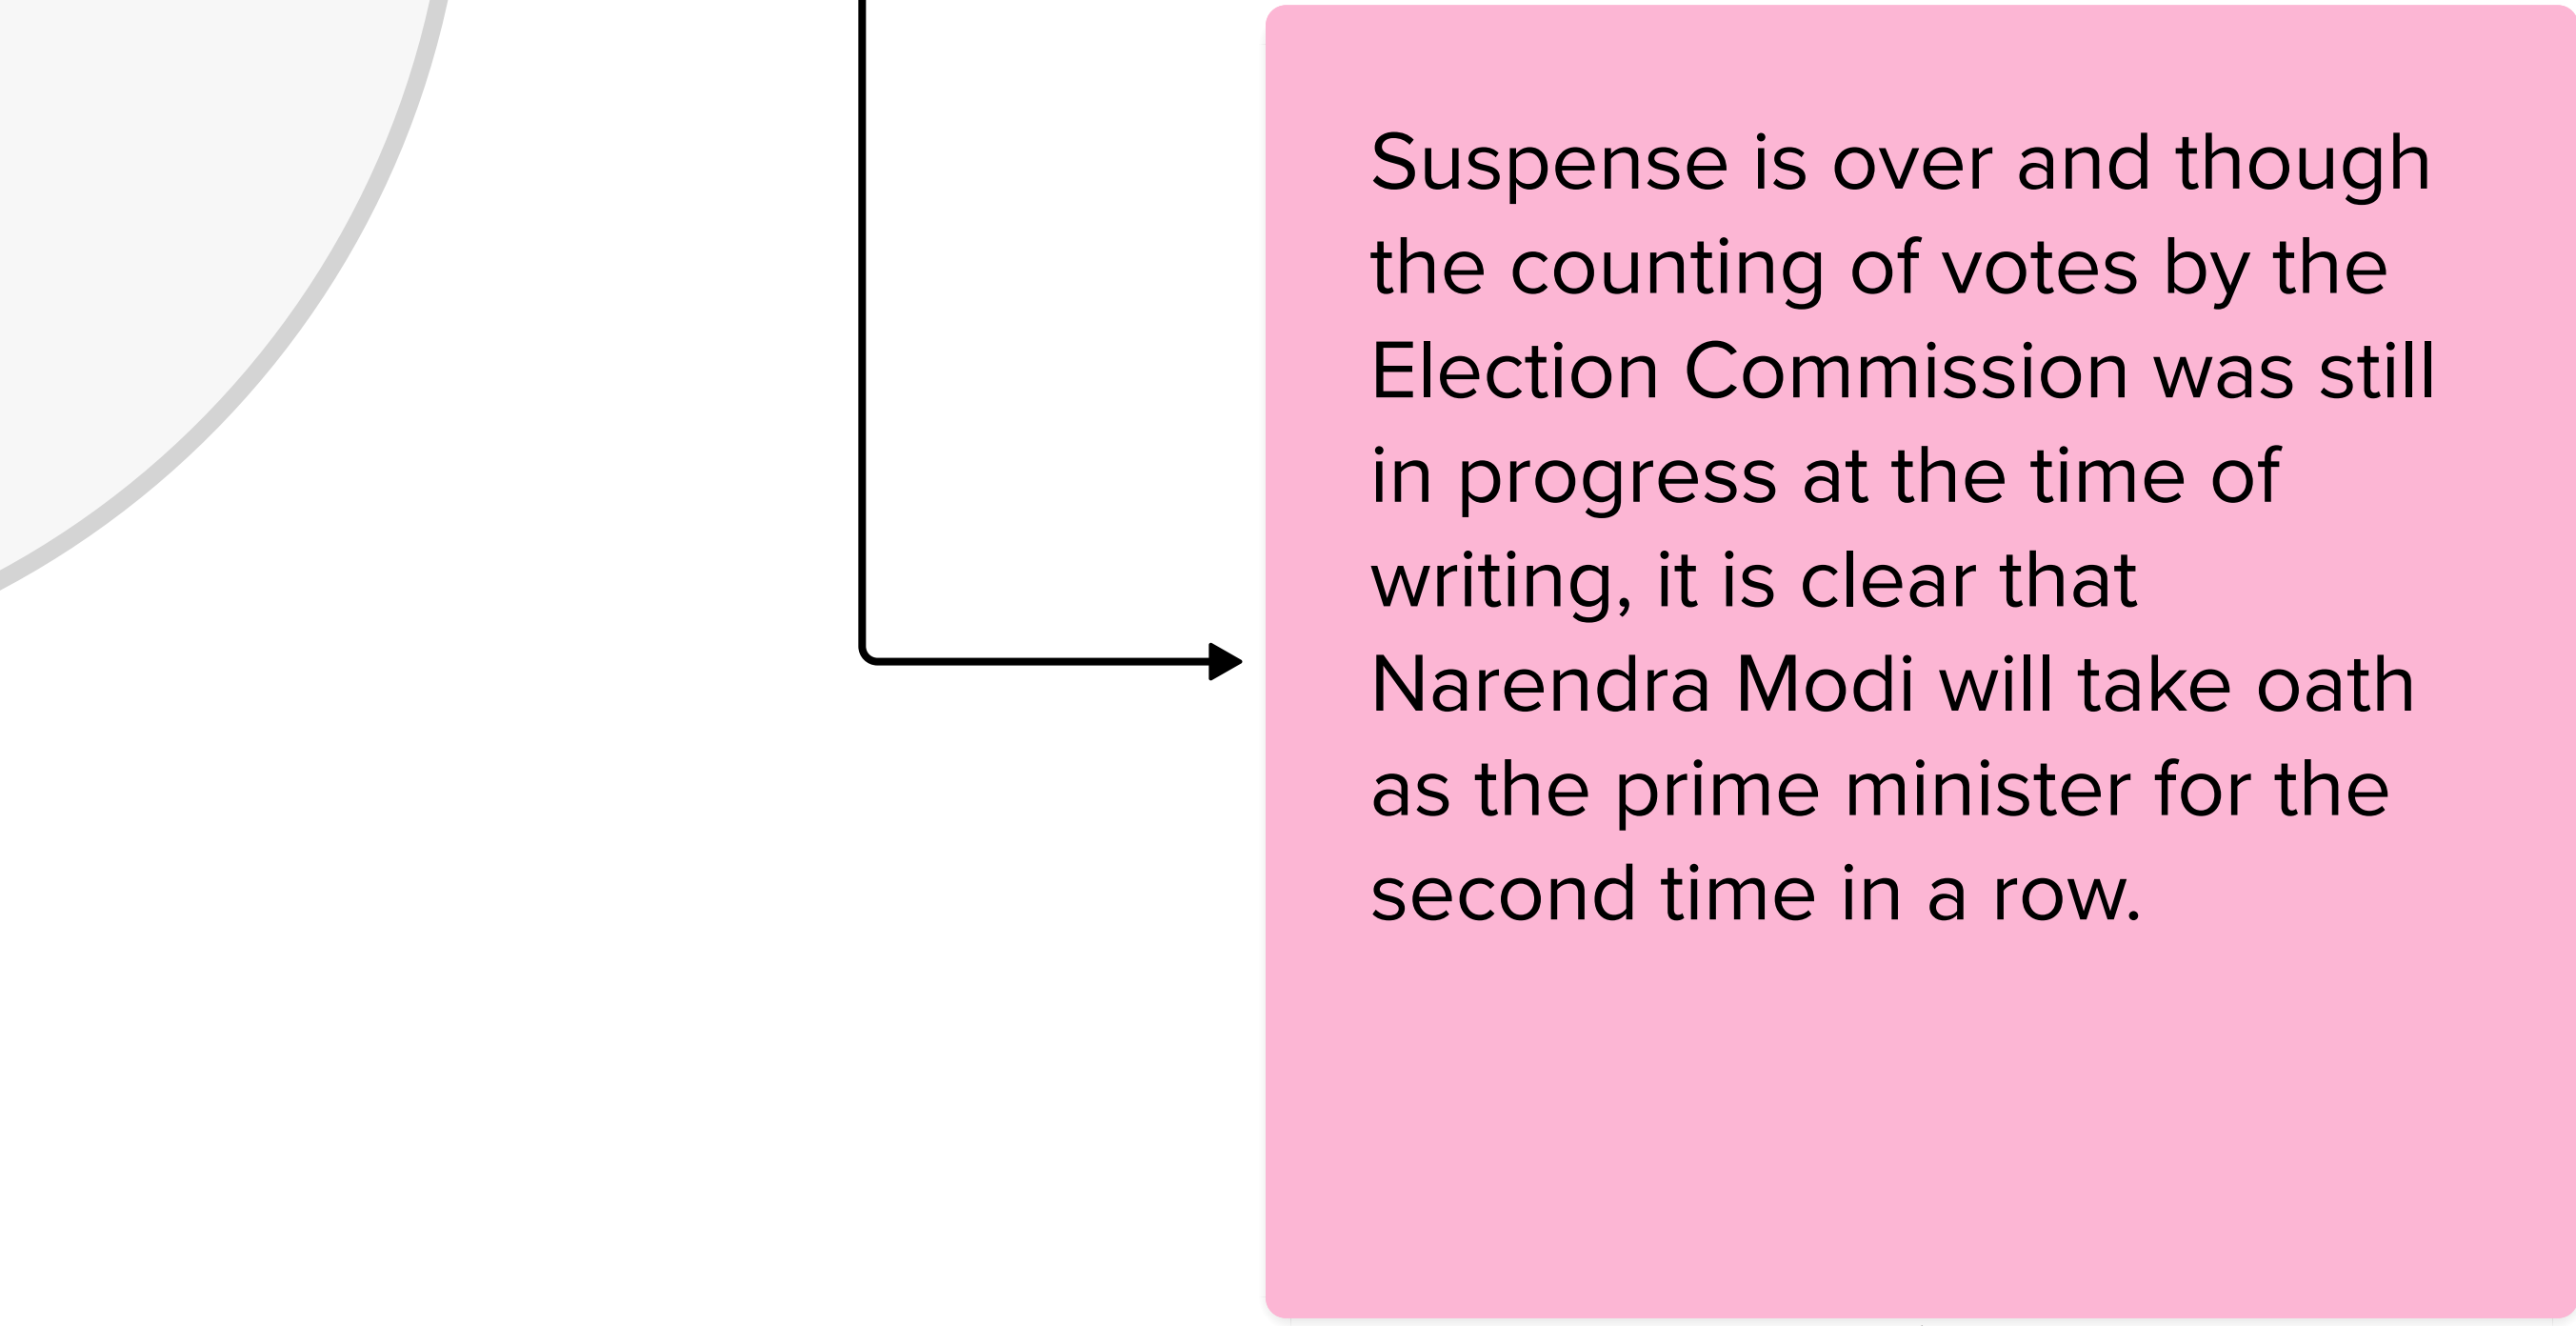 Suspense is over and though
the counting of votes by the
Election Commission was still
in progress at the time of
writing, it is clear that
Narendra Modi will take oath
as the prime minister for the
second time in a row.